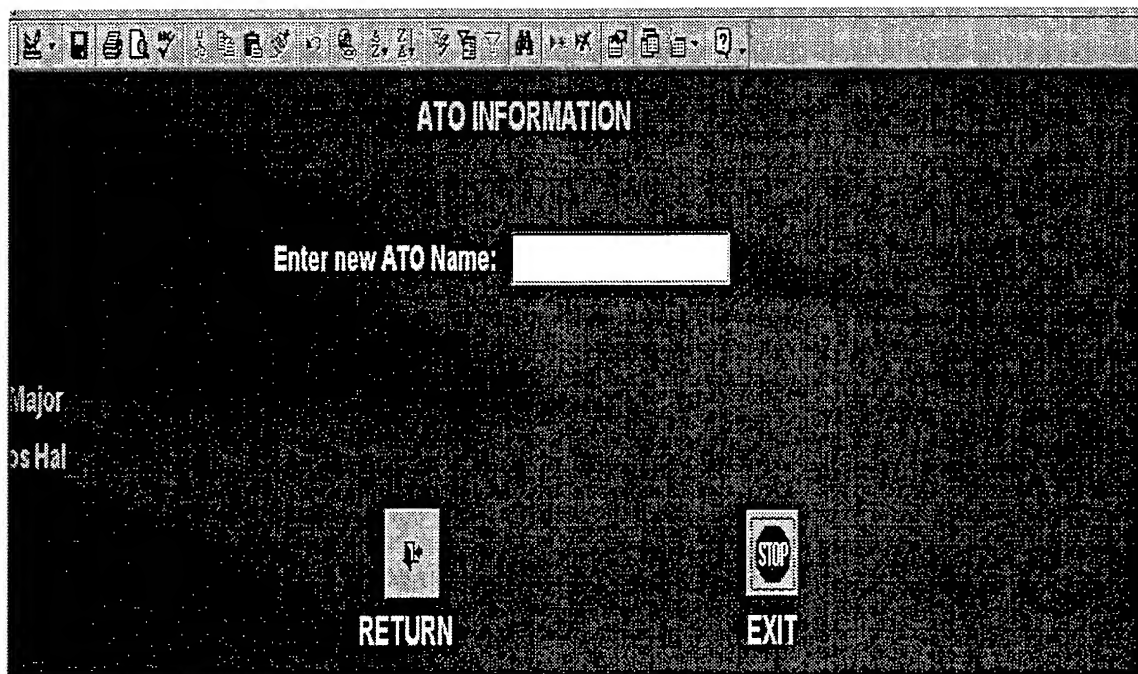 ATO INFORMATION
Enter new ATO Name:
Major
os Hal
STOP
RETURN
EXIT